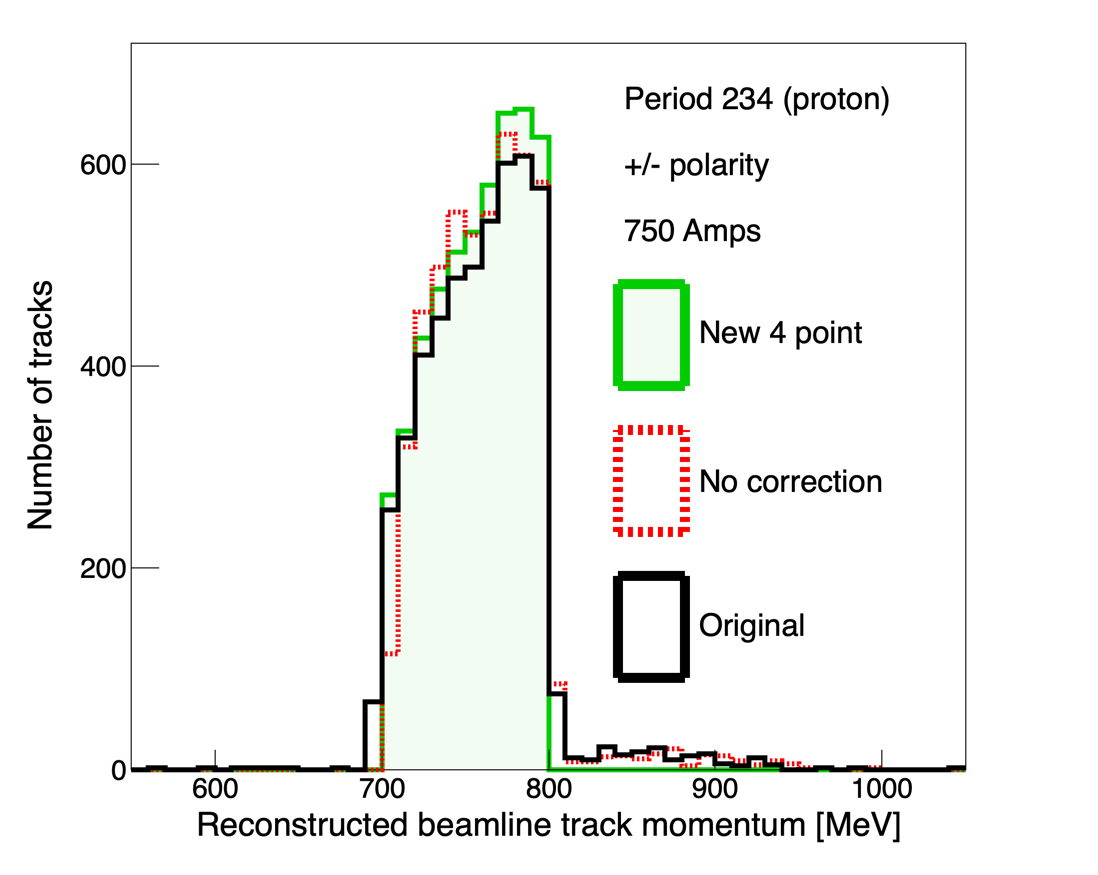 Period 234 (proton)
+/- polarity
750 Amps
New 4 point
No correction
Original
Number of tracks
600
400
200
0
600 700 800 900 1000
Reconstructed beamline track momentum [MeV]